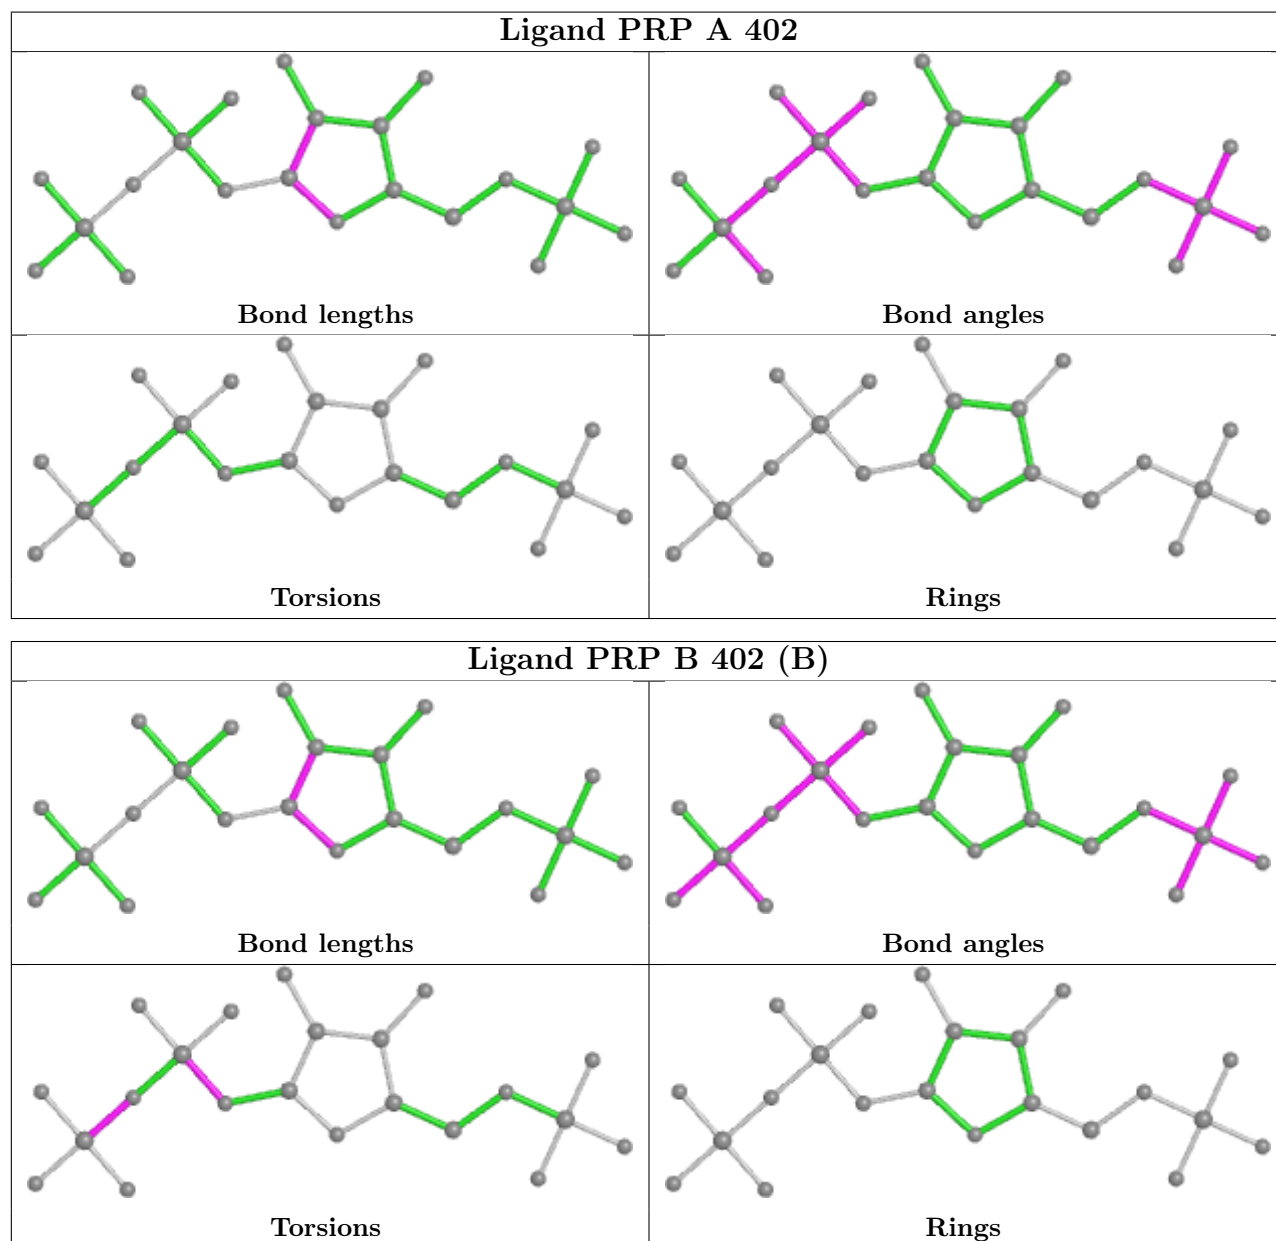 Ligand PRP A 402
Bond lengths
Bond angles
Torsions
Rings
Ligand PRP B 402 (B)
Bond lengths
Bond angles
Torsions
Rings